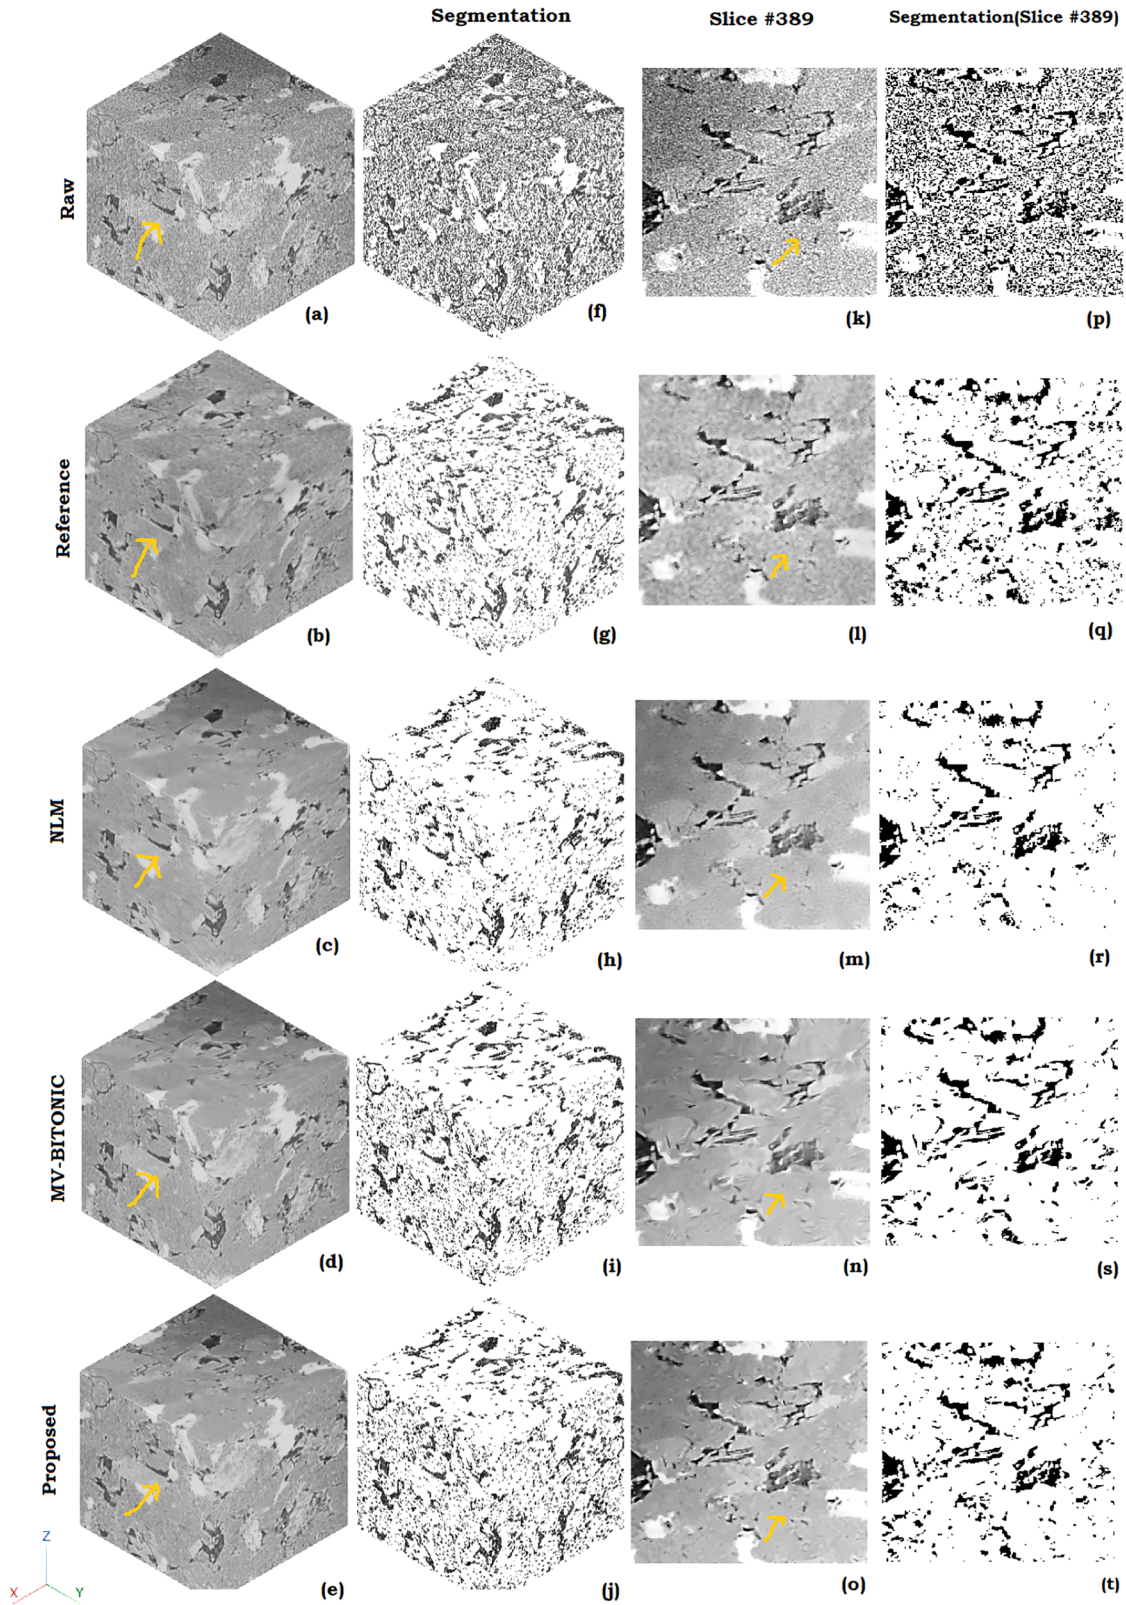 Segmentation
Slice #389
Segmentation(Slice #389)
Raw
(a)
(f)
(k)
(p)
Reference
(b)
(g)
(l)
(q)
NLM
(c)
(h)
(m)
(r)
MV-BITONIC
(d)
(i)
(n)
(s)
Proposed
(e)
(j)
(o)
(t)
Z
X
Y